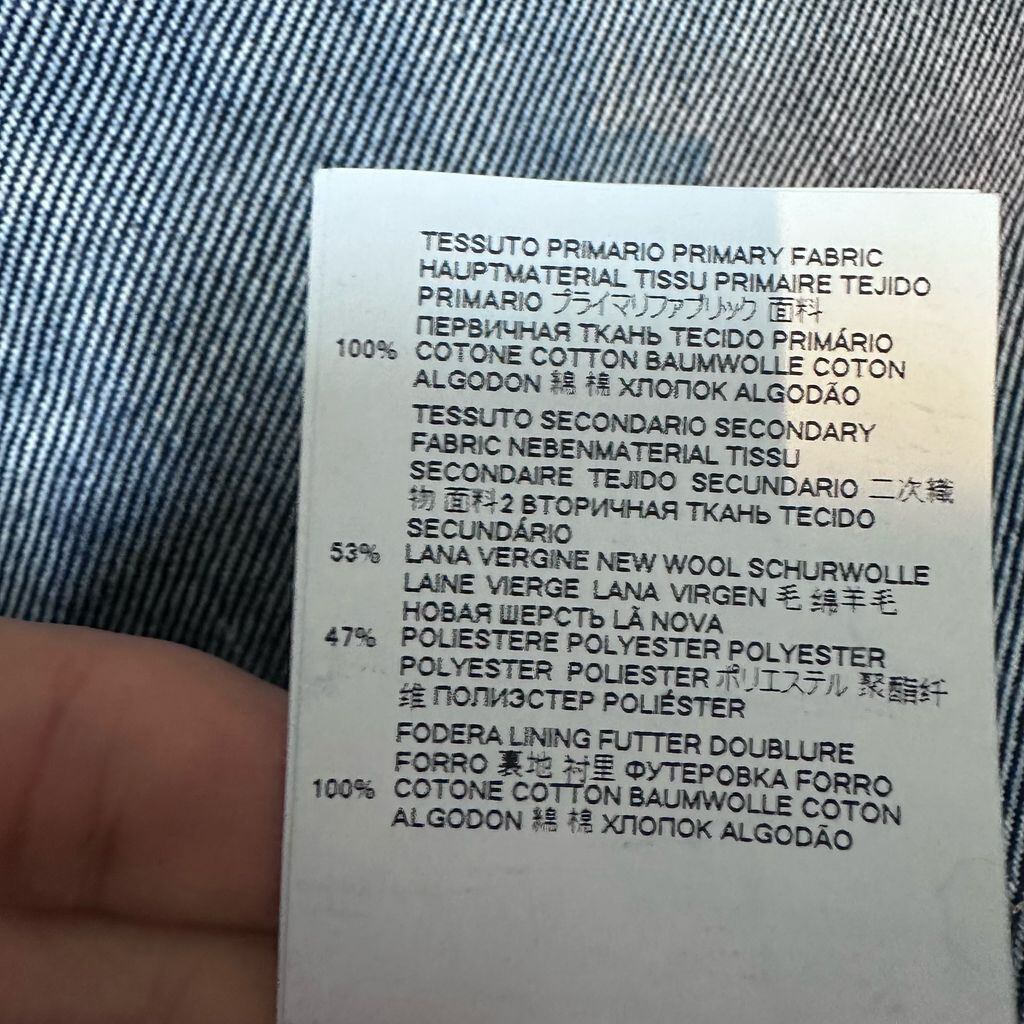 TESSUTO PRIMARIO PRIMARY FABRIC
HAUPTMATERIAL TISSU PRIMAIRE TEJIDO
PRIMARIO プライマリファブリック 面料
ПЕРВИЧНАЯ ТКАНЬ TECIDO PRIMÁRIO
100% COTONE COTTON BAUMWOLLE COTON
ALGODON 綿 棉 ХЛОПОК ALGODÃO
TESSUTO SECONDARIO SECONDARY
FABRIC NEBENMATERIAL TISSU
SECONDAIRE TEJIDO SECUNDARIO 二次織
物 面料2 ВТОРИЧНАЯ ТКАНЬ TECIDO
SECUNDÁRIO
53% LANA VERGINE NEW WOOL SCHURWOLLE
LAINE VIERGE LANA VIRGEN 毛 绵羊毛
НОВАЯ ШЕРСТЬ LÃ NOVA
47% POLIESTERE POLYESTER POLYESTER
POLYESTER POLIESTER ポリエステル 聚酯纤
维 ПОЛИЭСТЕР POLIÉSTER
FODERA LINING FUTTER DOUBLURE
FORRO 裏地 衬里 ФУТЕРОВКА FORRO
100% COTONE COTTON BAUMWOLLE COTON
ALGODON 綿 棉 ХЛОПОК ALGODÃO